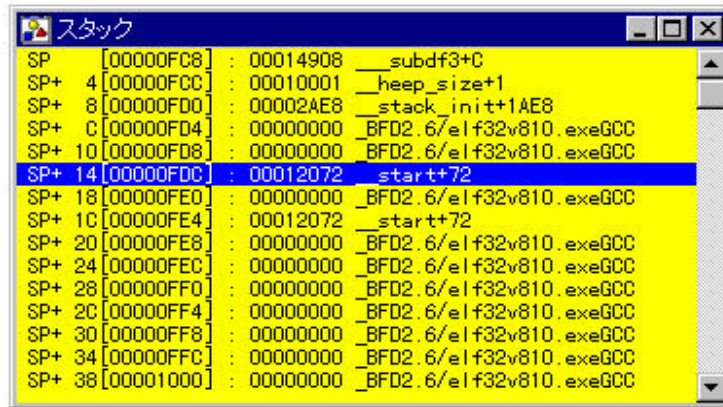 スタック
SP [00000FC8] : 00014908 ___subdf3+C
SP+ 4[00000FCC] : 00010001 __heep_size+1
SP+ 8[00000FD0] : 00002AE8 __stack_init+1AE8
SP+ C[00000FD4] : 00000000 _BFD2.6/elf32v810.exeGCC
SP+ 10[00000FD8] : 00000000 _BFD2.6/elf32v810.exeGCC
SP+ 14[00000FDC] : 00012072 __start+72
SP+ 18[00000FE0] : 00000000 _BFD2.6/elf32v810.exeGCC
SP+ 1C[00000FE4] : 00012072 __start+72
SP+ 20[00000FE8] : 00000000 _BFD2.6/elf32v810.exeGCC
SP+ 24[00000FEC] : 00000000 _BFD2.6/elf32v810.exeGCC
SP+ 28[00000FF0] : 00000000 _BFD2.6/elf32v810.exeGCC
SP+ 2C[00000FF4] : 00000000 _BFD2.6/elf32v810.exeGCC
SP+ 30[00000FF8] : 00000000 _BFD2.6/elf32v810.exeGCC
SP+ 34[00000FFC] : 00000000 _BFD2.6/elf32v810.exeGCC
SP+ 38[00001000] : 00000000 _BFD2.6/elf32v810.exeGCC